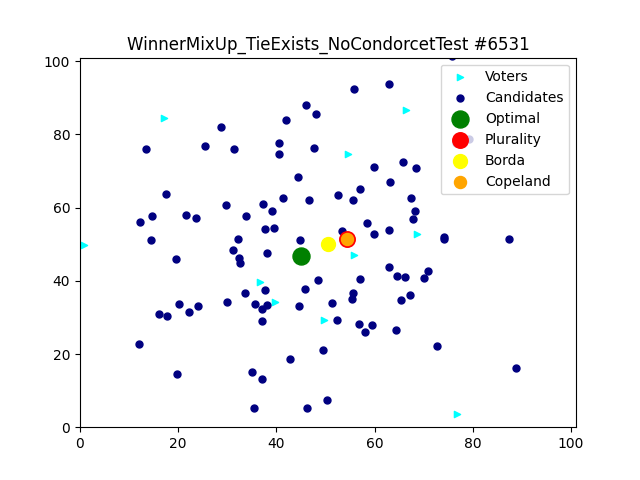 WinnerMixUp_TieExists_NoCondorcetTest #6531
Voters
Candidates
Optimal
Plurality
Borda
Copeland
100
80
60
40
20
0
0 20 40 60 80 100